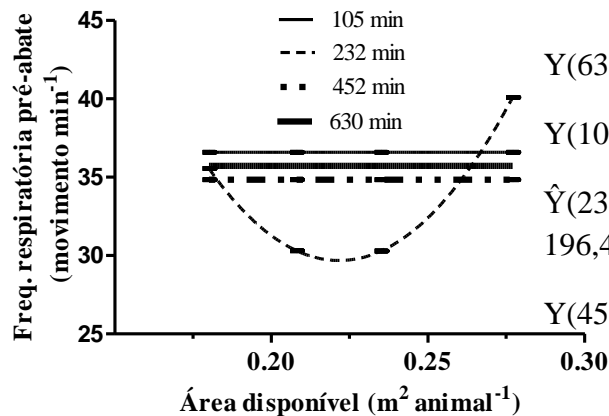 45
40
35
30
25
Freq. respiratória pré-abate
(movimento min⁻¹)
105 min
232 min
452 min
630 min
Y(63
Y(10
Ŷ(23
196,4
Y(45
0.20
0.25
0.30
Área disponível (m² animal⁻¹)